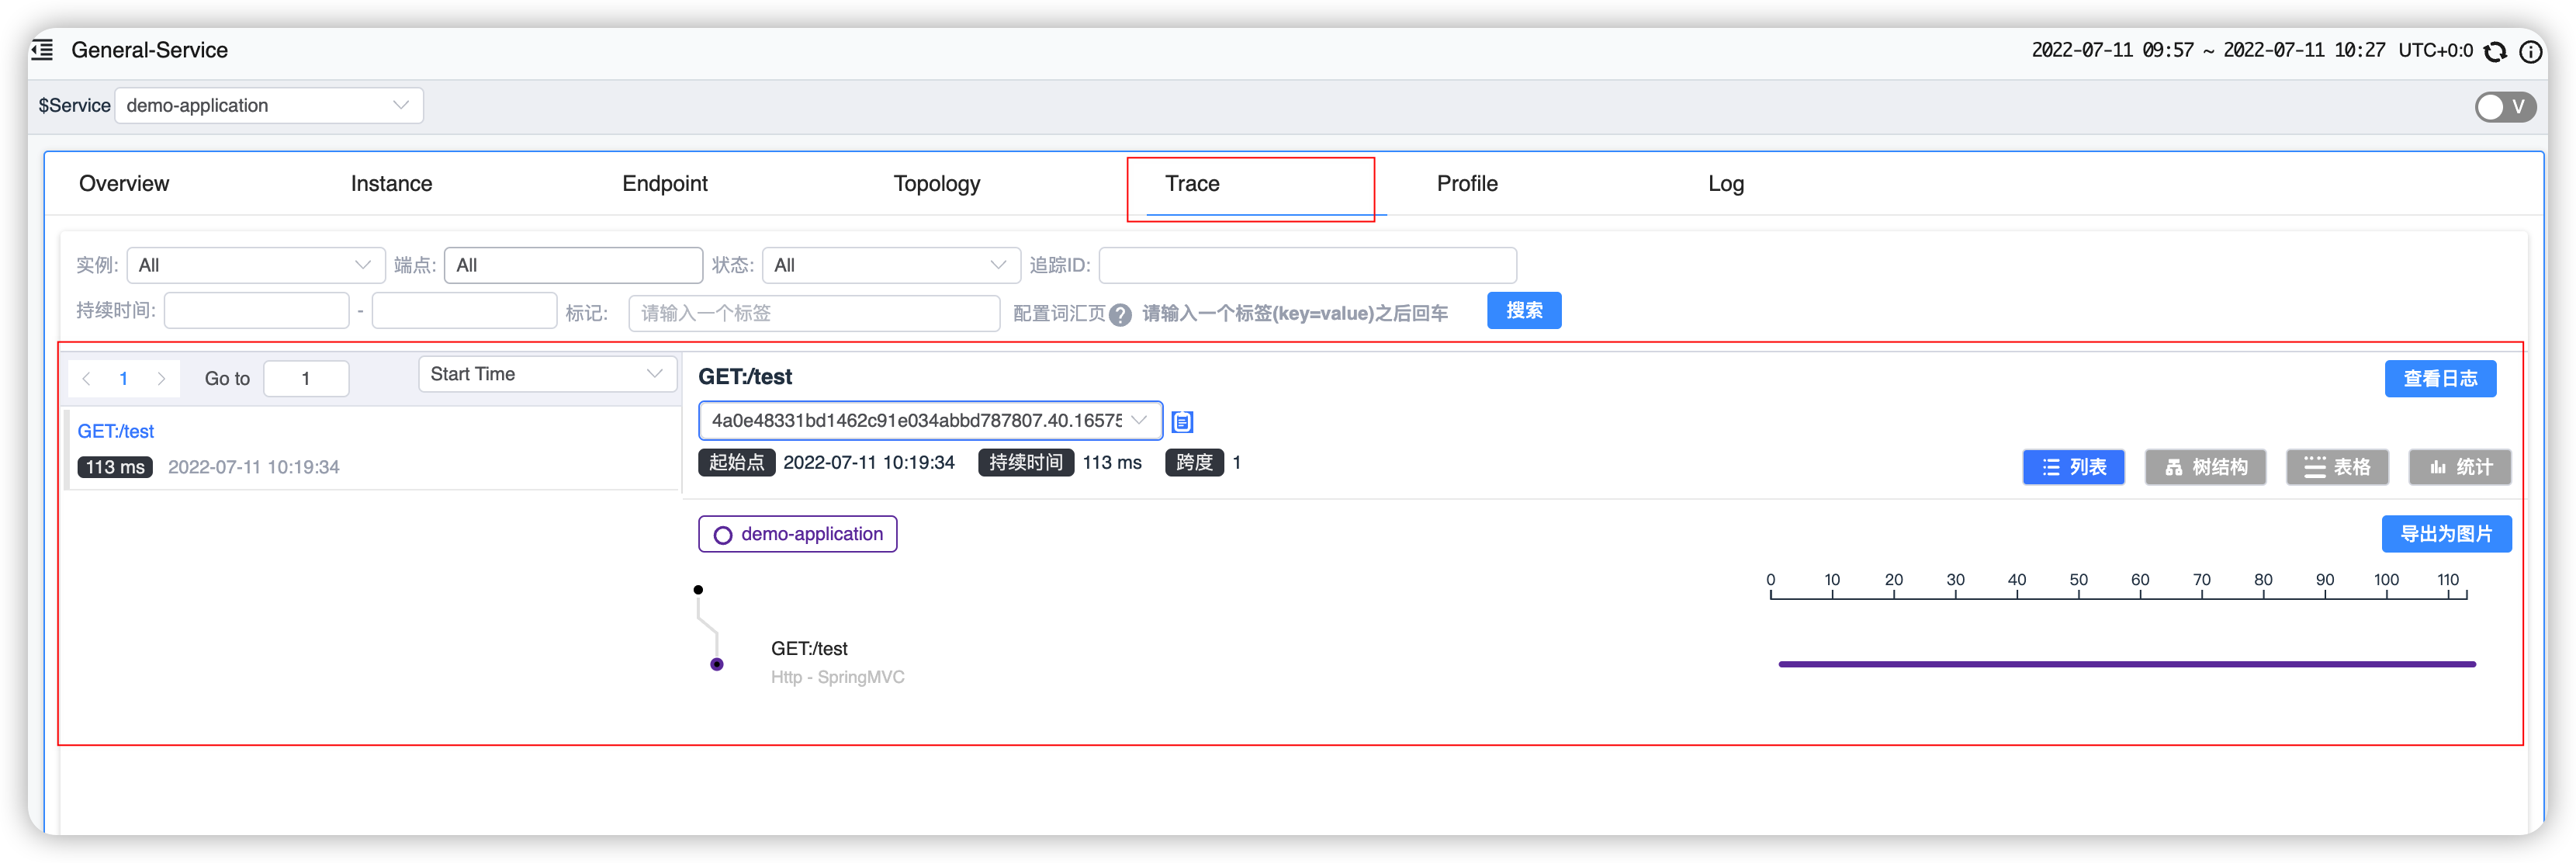 General-Service
2022-07-11 09:57 ~ 2022-07-11 10:27 UTC+0:0
$Service demo-application
V
Overview Instance Endpoint Topology Trace Profile Log
实例: All 端点: All 状态: All 追踪ID:
持续时间: - 标记: 请输入一个标签 配置词汇页 ? 请输入一个标签(key=value)之后回车 搜索
1 Go to 1 Start Time
GET:/test
113 ms 2022-07-11 10:19:34
GET:/test
查看日志
4a0e48331bd1462c91e034abbd787807.40.16575
起始点 2022-07-11 10:19:34 持续时间 113 ms 跨度 1
列表 树结构 表格 统计
demo-application
导出为图片
0 10 20 30 40 50 60 70 80 90 100 110
GET:/test
Http - SpringMVC